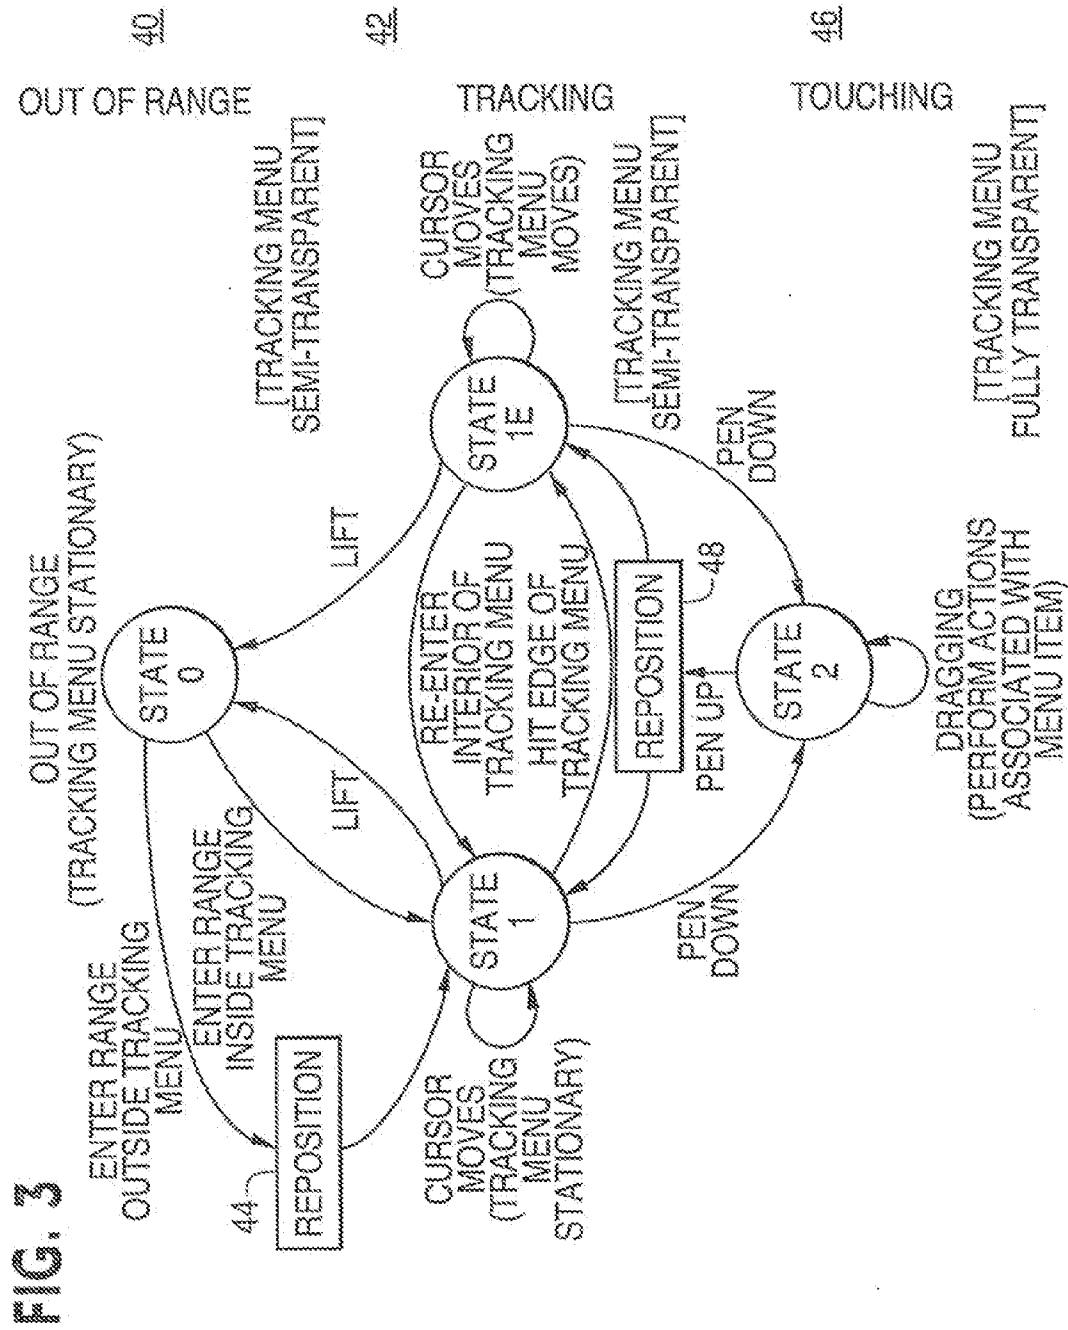 FIG. 3
OUT OF RANGE
(TRACKING MENU STATIONARY)
OUT OF RANGE
40
ENTER RANGE
OUTSIDE TRACKING
MENU
STATE
0
ENTER RANGE
INSIDE TRACKING
MENU
LIFT
LIFT
[TRACKING MENU
SEMI-TRANSPARENT]
44
REPOSITION
CURSOR
MOVES
(TRACKING
MENU
STATIONARY)
STATE
1
RE-ENTER
INTERIOR OF
TRACKING MENU
HIT EDGE OF
TRACKING MENU
STATE
1E
CURSOR
MOVES
(TRACKING
MENU
MOVES)
TRACKING
42
[TRACKING MENU
SEMI-TRANSPARENT]
REPOSITION
48
PEN
DOWN
PEN UP
PEN
DOWN
STATE
2
TOUCHING
46
DRAGGING
(PERFORM ACTIONS
ASSOCIATED WITH
MENU ITEM)
[TRACKING MENU
FULLY TRANSPARENT]